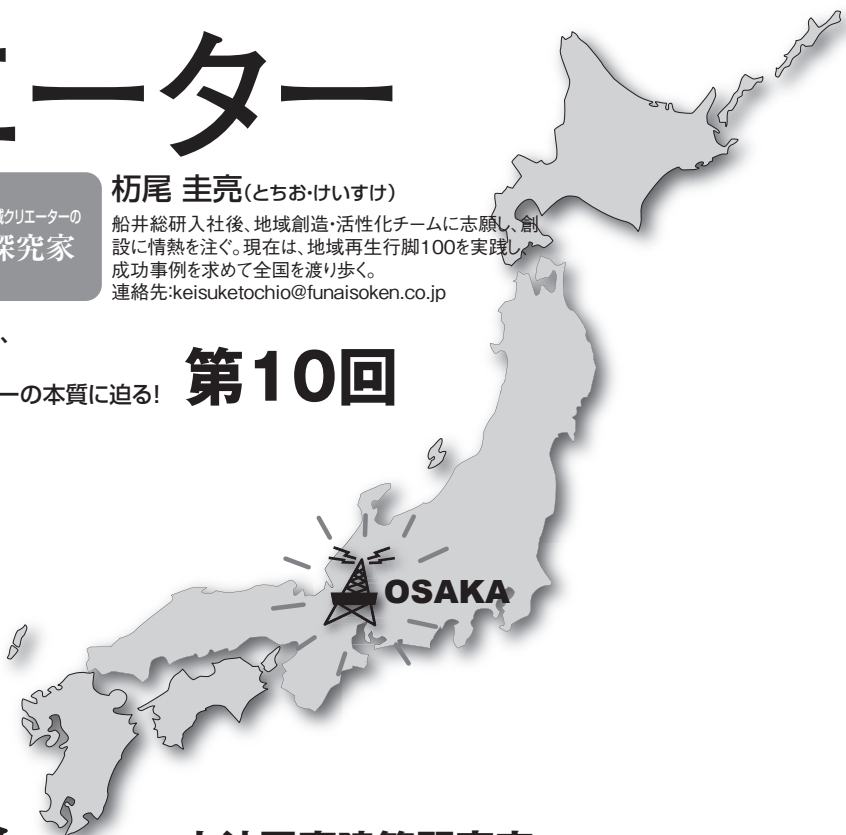 エーター
域クリエーターの
探究家
栃尾 圭亮(とちお・けいすけ)
船井総研入社後、地域創造・活性化チームに志願し、創
設に情熱を注ぐ。現在は、地域再生行脚100を実践し、
成功事例を求めて全国を渡り歩く。
連絡先:keisuketochio@funaisoken.co.jp
、
ーの本質に迫る!
第10回
OSAKA